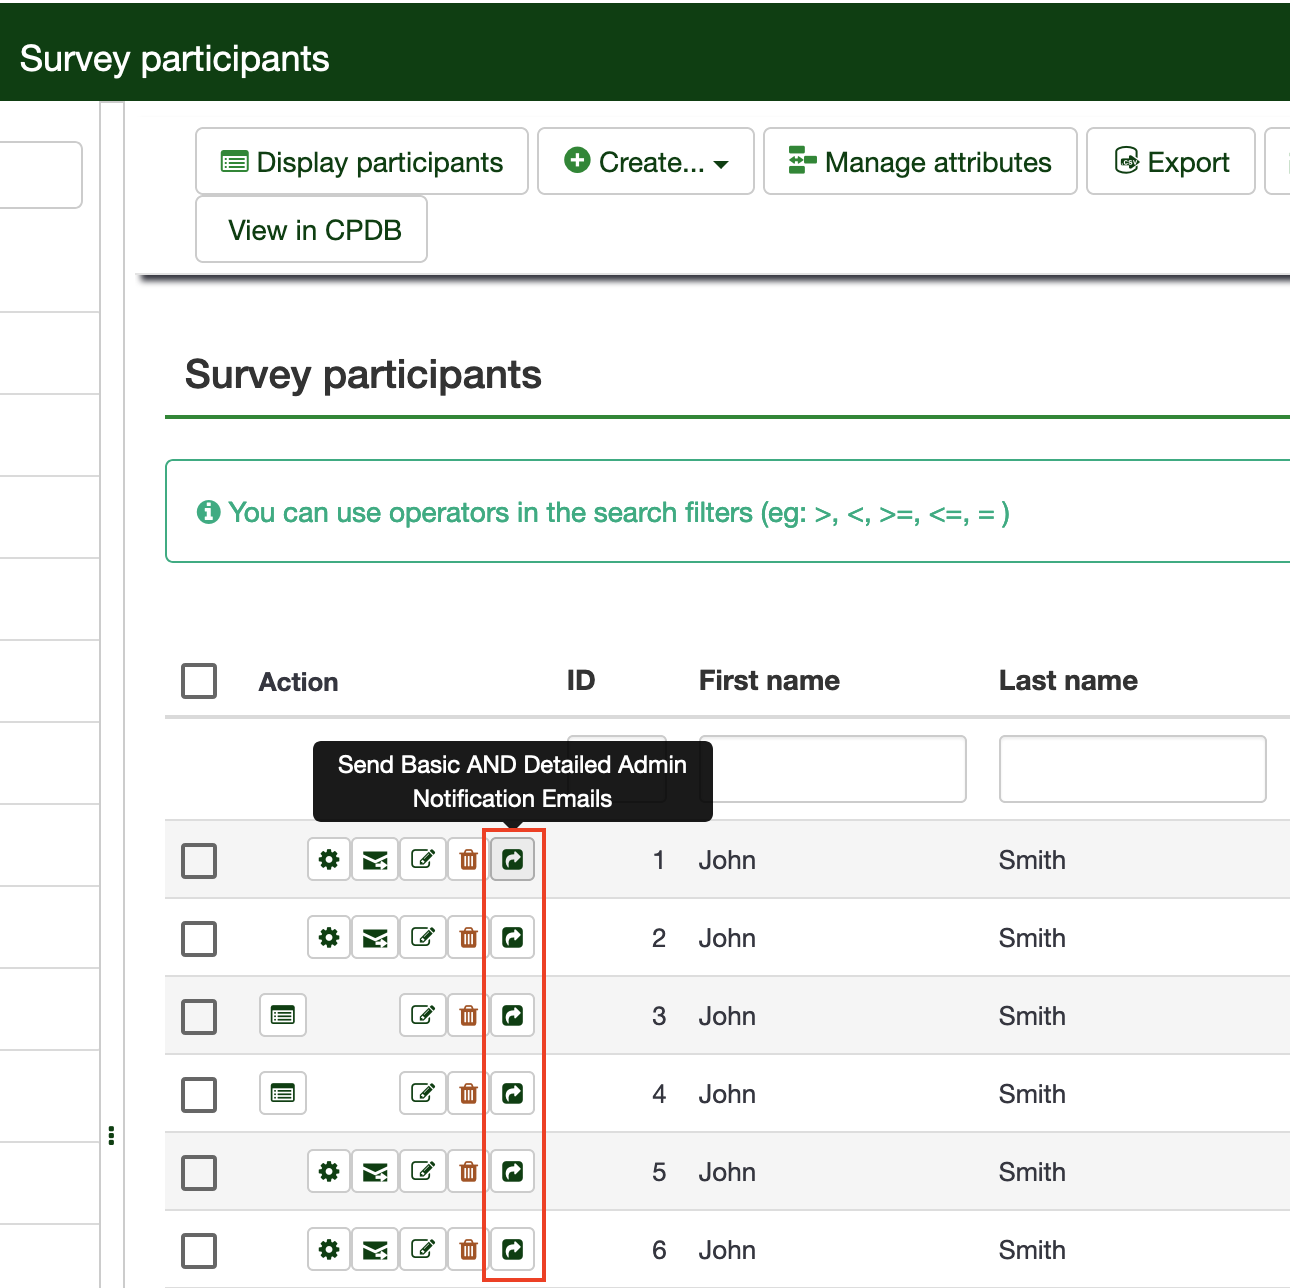 Survey participants
Display participants
Create...
Manage attributes
Export
View in CPDB
Survey participants
You can use operators in the search filters (eg: >, <, >=, <=, = )
Action ID First name Last name
Send Basic AND Detailed Admin
Notification Emails
1 John Smith
2 John Smith
3 John Smith
4 John Smith
5 John Smith
6 John Smith